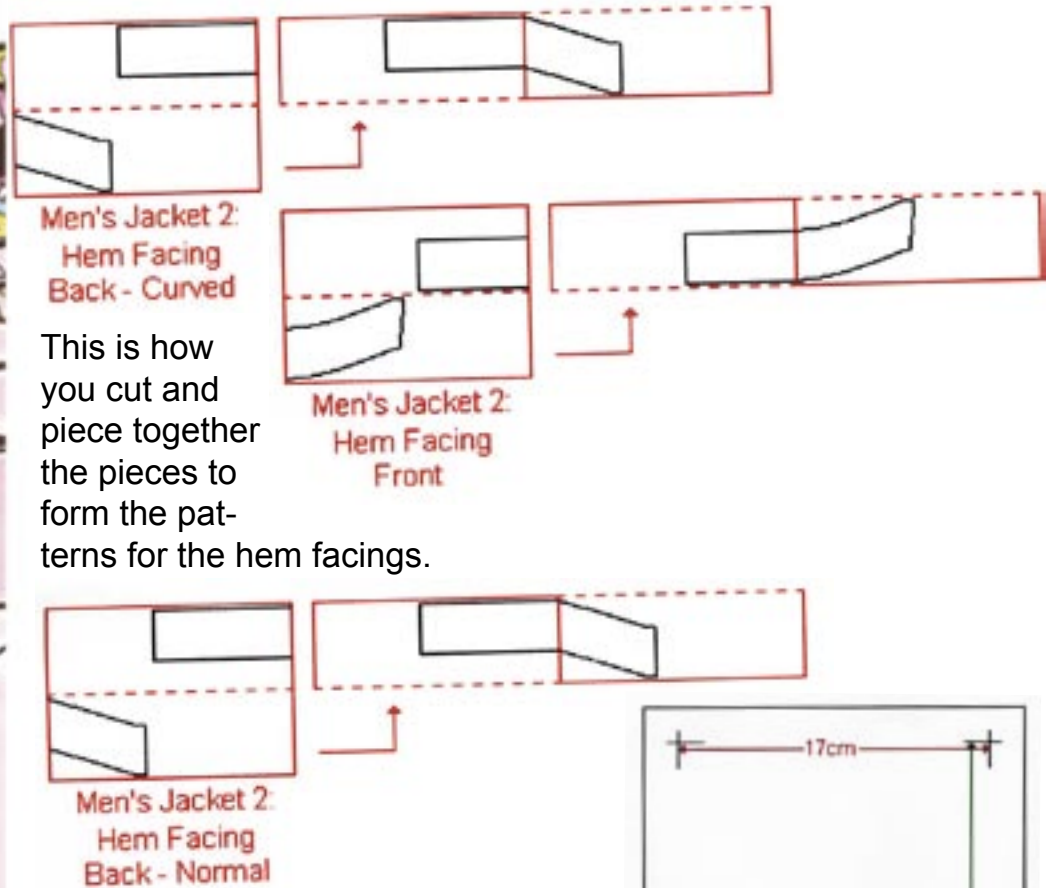 Men's Jacket 2:
Hem Facing
Back - Curved
Men's Jacket 2:
Hem Facing
Front
This is how
you cut and
piece together
the pieces to
form the pat-
terns for the hem facings.
Men's Jacket 2:
Hem Facing
Back - Normal
17cm